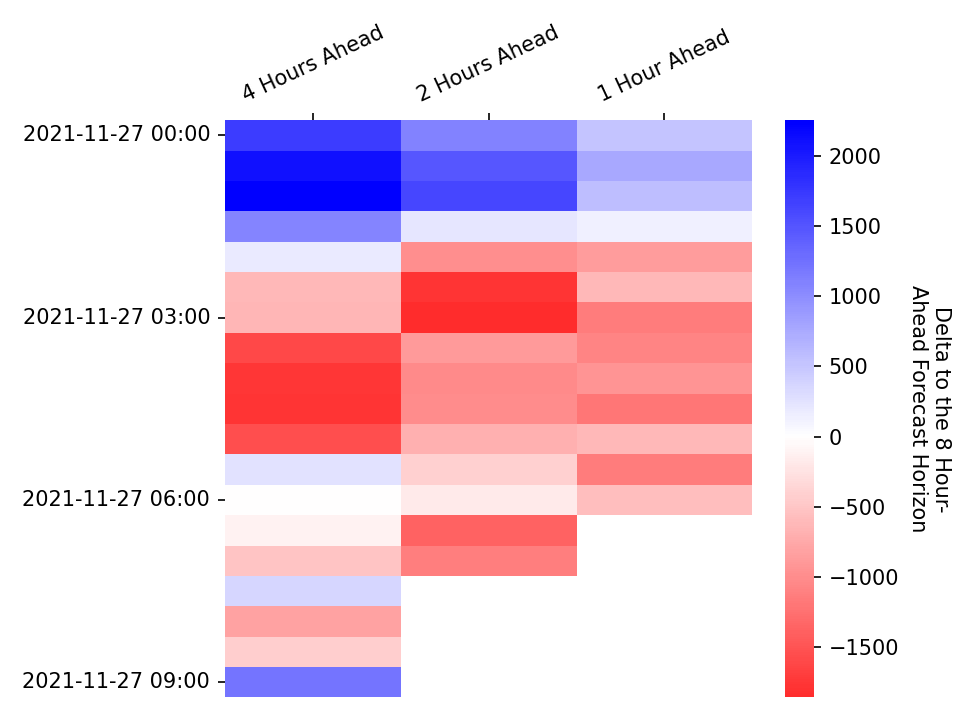 4 Hours Ahead
2 Hours Ahead
1 Hour Ahead
2021-11-27 00:00
2021-11-27 03:00
2021-11-27 06:00
2021-11-27 09:00
2000
1500
1000
500
0
−500
−1000
−1500
Delta to the 8 Hour-
Ahead Forecast Horizon